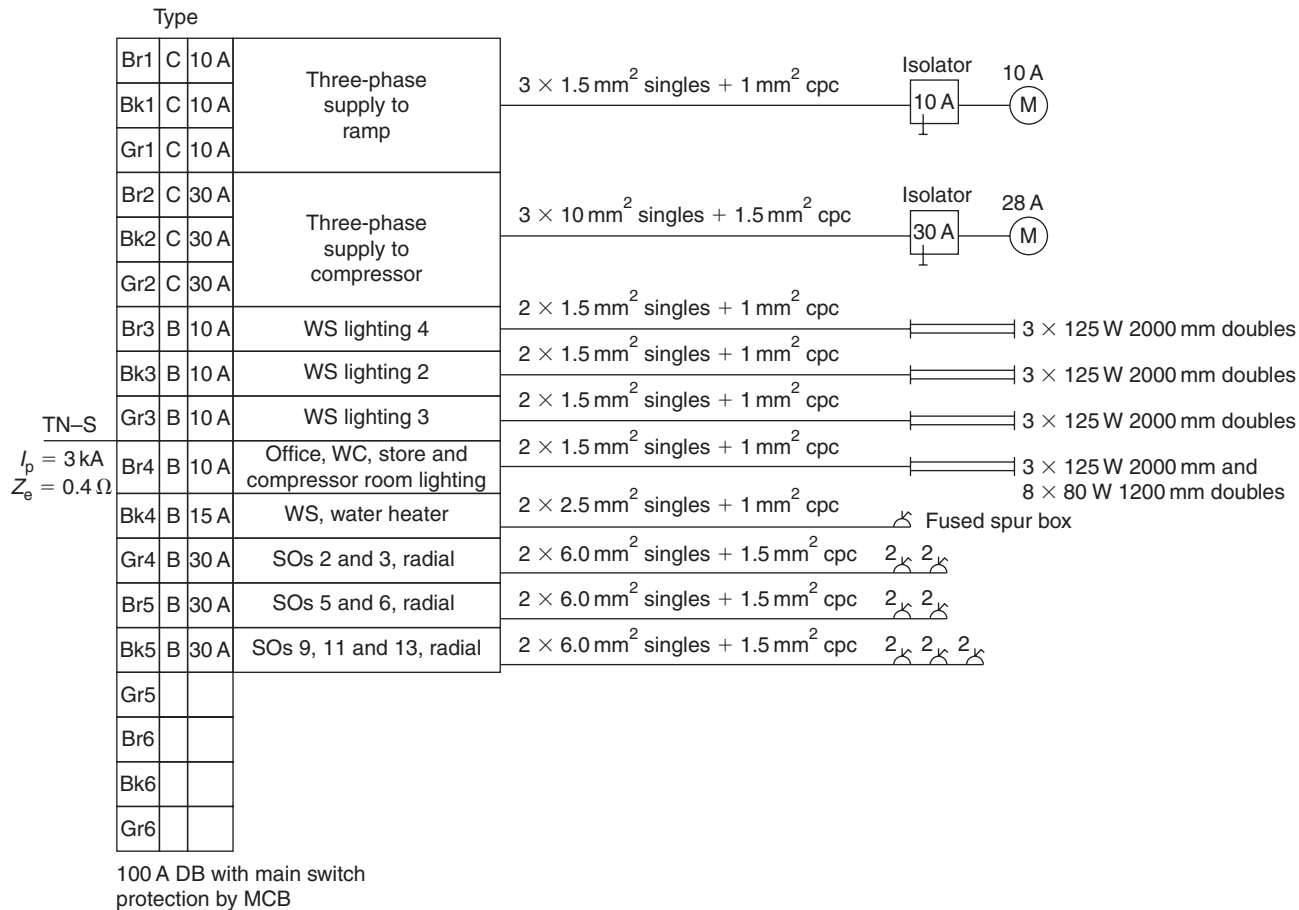 Type
Br1 C 10 A
Bk1 C 10 A
Gr1 C 10 A
Three-phase
supply to
ramp
3 × 1.5 mm² singles + 1 mm² cpc
Isolator
10 A
10 A
M
Br2 C 30 A
Bk2 C 30 A
Gr2 C 30 A
Three-phase
supply to
compressor
3 × 10 mm² singles + 1.5 mm² cpc
Isolator
30 A
28 A
M
Br3 B 10 A WS lighting 4
2 × 1.5 mm² singles + 1 mm² cpc
3 × 125 W 2000 mm doubles
Bk3 B 10 A WS lighting 2
2 × 1.5 mm² singles + 1 mm² cpc
3 × 125 W 2000 mm doubles
Gr3 B 10 A WS lighting 3
2 × 1.5 mm² singles + 1 mm² cpc
3 × 125 W 2000 mm doubles
TN–S
Ip = 3 kA
Ze = 0.4 Ω
Br4 B 10 A
Office, WC, store and
compressor room lighting
2 × 1.5 mm² singles + 1 mm² cpc
3 × 125 W 2000 mm and
8 × 80 W 1200 mm doubles
Bk4 B 15 A WS, water heater
2 × 2.5 mm² singles + 1 mm² cpc
Fused spur box
Gr4 B 30 A SOs 2 and 3, radial
2 × 6.0 mm² singles + 1.5 mm² cpc 2 2
Br5 B 30 A SOs 5 and 6, radial
2 × 6.0 mm² singles + 1.5 mm² cpc 2 2
Bk5 B 30 A SOs 9, 11 and 13, radial
2 × 6.0 mm² singles + 1.5 mm² cpc 2 2 2
Gr5
Br6
Bk6
Gr6
100 A DB with main switch
protection by MCB